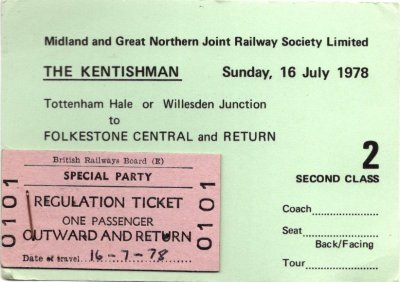 Midland and Great Northern Joint Railway Society Limited
THE KENTISHMAN Sunday, 16 July 1978
Tottenham Hale or Willesden Junction
to
FOLKESTONE CENTRAL and RETURN
2
SECOND CLASS
Coach
Seat
Back/Facing
Tour
British Railways Board (E)
SPECIAL PARTY
REGULATION TICKET
ONE PASSENGER
OUTWARD AND RETURN
Date of travel 16-7-78
0101
0101